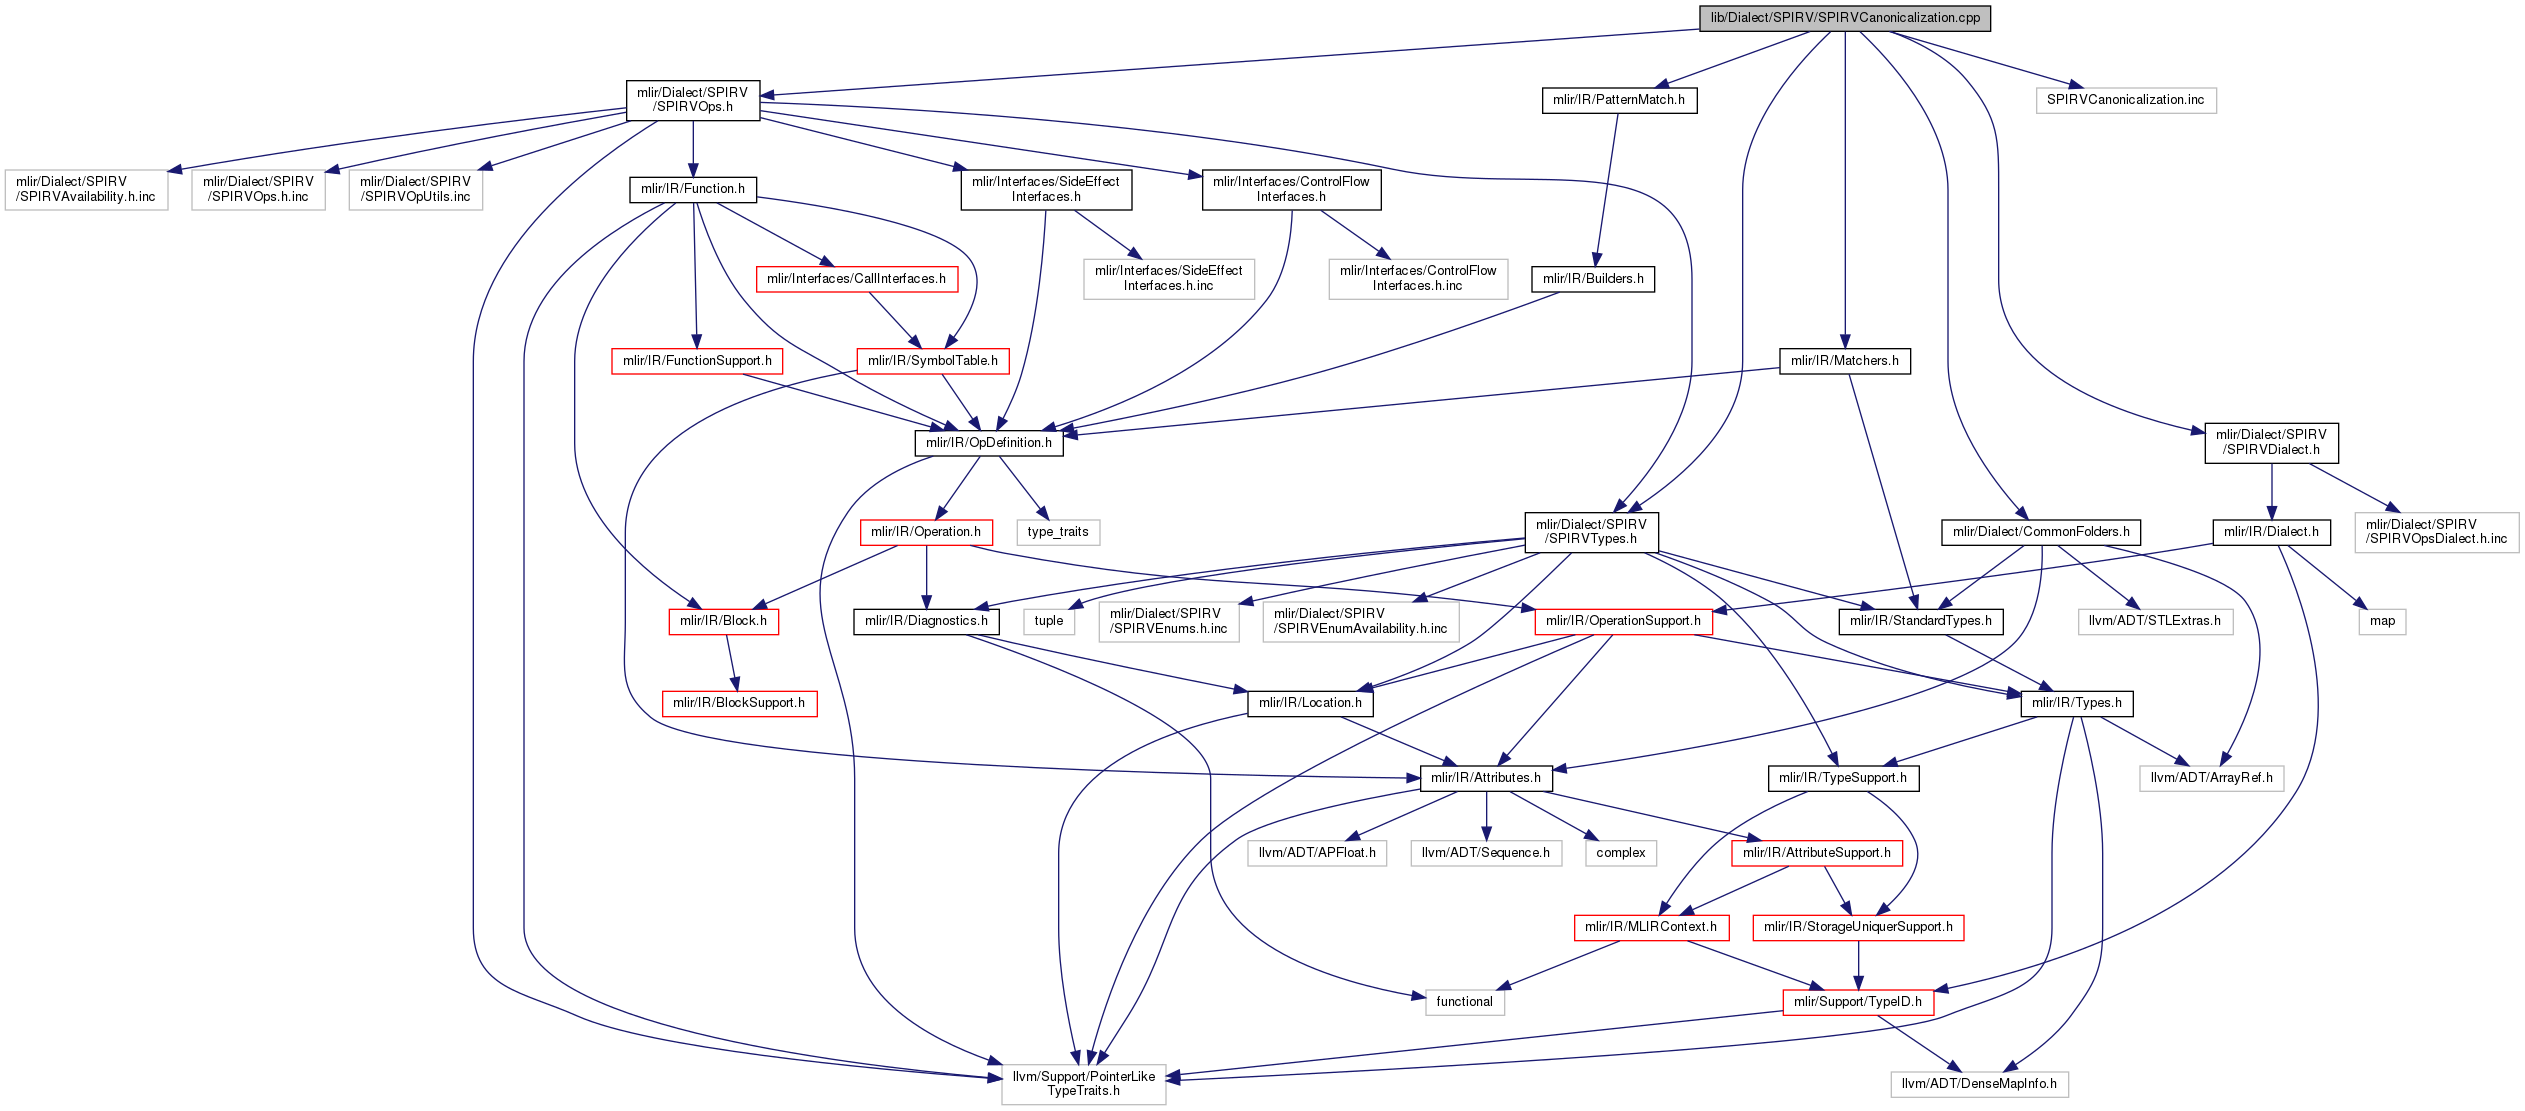 lib/Dialect/SPIRV/SPIRVCanonicalization.cpp
mlir/Dialect/SPIRV
/SPIRVOps.h
mlir/IR/PatternMatch.h
SPIRVCanonicalization.inc
mlir/Dialect/SPIRV
/SPIRVAvailability.h.inc
mlir/Dialect/SPIRV
/SPIRVOps.h.inc
mlir/Dialect/SPIRV
/SPIRVOpUtils.inc
mlir/IR/Function.h
mlir/Interfaces/SideEffect
Interfaces.h
mlir/Interfaces/ControlFlow
Interfaces.h
mlir/Interfaces/CallInterfaces.h
mlir/Interfaces/SideEffect
Interfaces.h.inc
mlir/Interfaces/ControlFlow
Interfaces.h.inc
mlir/IR/Builders.h
mlir/IR/FunctionSupport.h
mlir/IR/SymbolTable.h
mlir/IR/Matchers.h
mlir/IR/OpDefinition.h
mlir/Dialect/SPIRV
/SPIRVDialect.h
mlir/IR/Operation.h
type_traits
mlir/Dialect/SPIRV
/SPIRVTypes.h
mlir/Dialect/CommonFolders.h
mlir/IR/Dialect.h
mlir/Dialect/SPIRV
/SPIRVOpsDialect.h.inc
mlir/IR/Block.h
mlir/IR/Diagnostics.h
tuple
mlir/Dialect/SPIRV
/SPIRVEnums.h.inc
mlir/Dialect/SPIRV
/SPIRVEnumAvailability.h.inc
mlir/IR/OperationSupport.h
mlir/IR/StandardTypes.h
llvm/ADT/STLExtras.h
map
mlir/IR/BlockSupport.h
mlir/IR/Location.h
mlir/IR/Types.h
mlir/IR/Attributes.h
mlir/IR/TypeSupport.h
llvm/ADT/ArrayRef.h
llvm/ADT/APFloat.h
llvm/ADT/Sequence.h
complex
mlir/IR/AttributeSupport.h
mlir/IR/MLIRContext.h
mlir/IR/StorageUniquerSupport.h
functional
mlir/Support/TypeID.h
llvm/Support/PointerLike
TypeTraits.h
llvm/ADT/DenseMapInfo.h